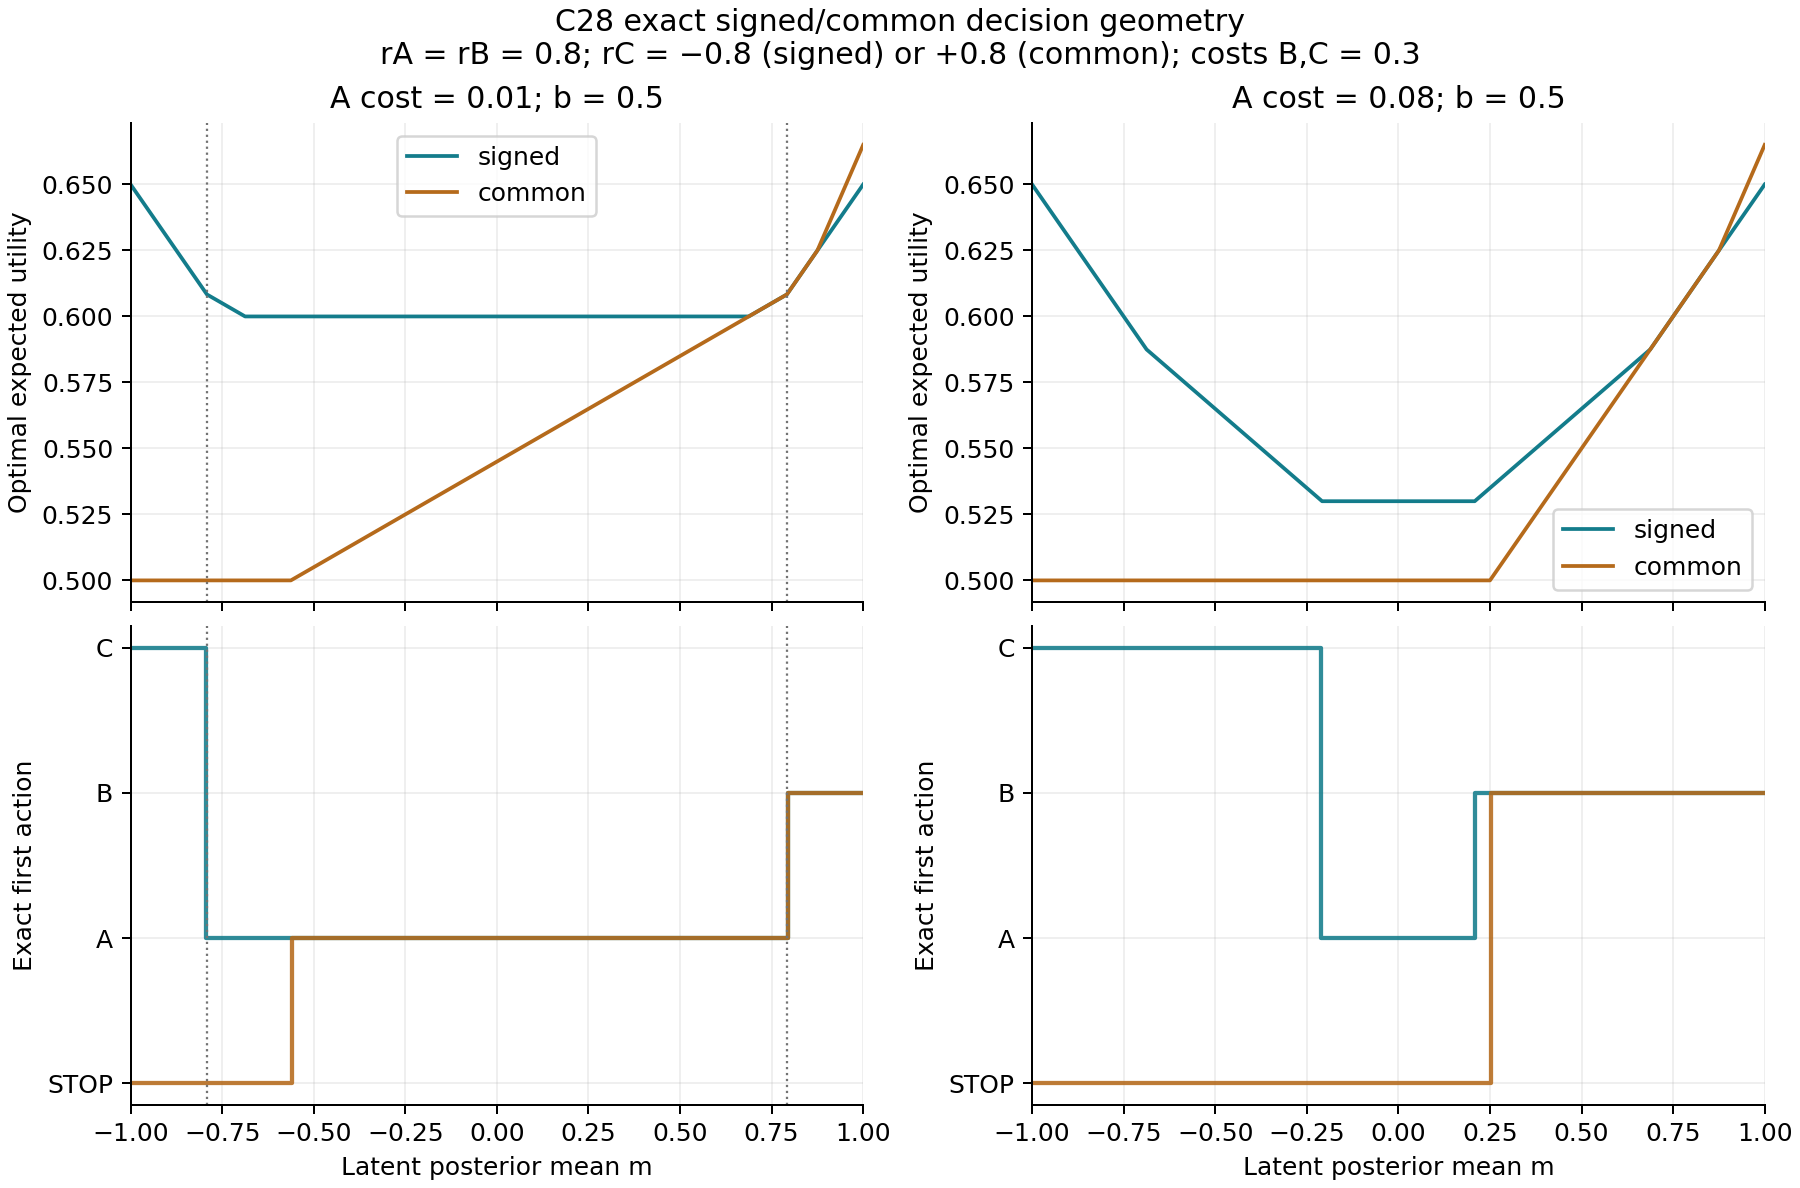 C28 exact signed/common decision geometry
rA = rB = 0.8; rC = −0.8 (signed) or +0.8 (common); costs B,C = 0.3
A cost = 0.01; b = 0.5
signed
common
0.650
0.625
0.600
0.575
0.550
0.525
0.500
Optimal expected utility
A cost = 0.08; b = 0.5
0.650
0.625
0.600
0.575
0.550
0.525
0.500
Optimal expected utility
signed
common
C
B
A
STOP
Exact first action
−1.00 −0.75 −0.50 −0.25 0.00 0.25 0.50 0.75 1.00
Latent posterior mean m
C
B
A
STOP
Exact first action
−1.00 −0.75 −0.50 −0.25 0.00 0.25 0.50 0.75 1.00
Latent posterior mean m